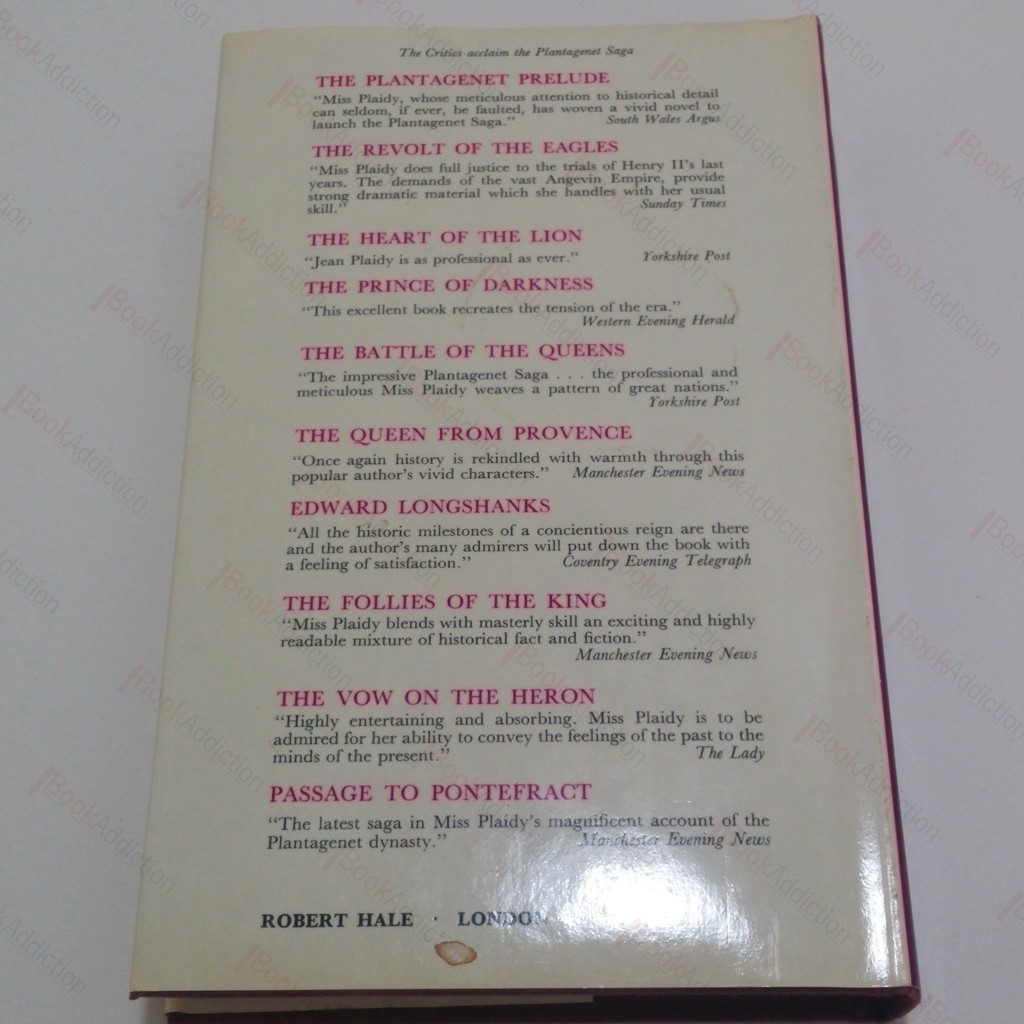 The Critics acclaim the Plantagenet Saga
THE PLANTAGENET PRELUDE
“Miss Plaidy, whose meticulous attention to historical detail
can seldom, if ever, be faulted, has woven a vivid novel to
launch the Plantagenet Saga.” South Wales Argus
THE REVOLT OF THE EAGLES
“Miss Plaidy does full justice to the trials of Henry II’s last
years. The demands of the vast Angevin Empire, provide
strong dramatic material which she handles with her usual
skill.” Sunday Times
THE HEART OF THE LION
“Jean Plaidy is as professional as ever.” Yorkshire Post
THE PRINCE OF DARKNESS
“This excellent book recreates the tension of the era.”
Western Evening Herald
THE BATTLE OF THE QUEENS
“The impressive Plantagenet Saga . . . the professional and
meticulous Miss Plaidy weaves a pattern of great nations.”
Yorkshire Post
THE QUEEN FROM PROVENCE
“Once again history is rekindled with warmth through this
popular author’s vivid characters.” Manchester Evening News
EDWARD LONGSHANKS
“All the historic milestones of a concientious reign are there
and the author’s many admirers will put down the book with
a feeling of satisfaction.” Coventry Evening Telegraph
THE FOLLIES OF THE KING
“Miss Plaidy blends with masterly skill an exciting and highly
readable mixture of historical fact and fiction.”
Manchester Evening News
THE VOW ON THE HERON
“Highly entertaining and absorbing. Miss Plaidy is to be
admired for her ability to convey the feelings of the past to the
minds of the present.” The Lady
PASSAGE TO PONTEFRACT
“The latest saga in Miss Plaidy’s magnificent account of the
Plantagenet dynasty.” Manchester Evening News
ROBERT HALE · LONDON
BookAddiction